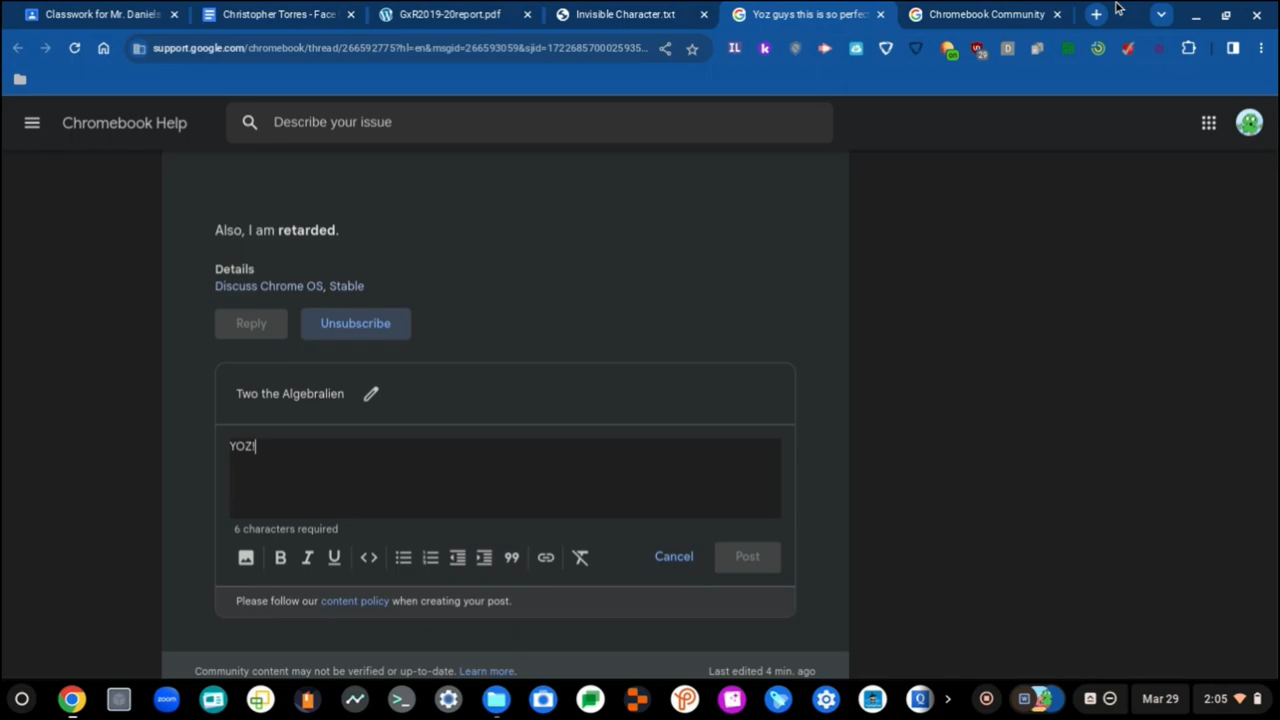 Classwork for Mr. Daniels
Christopher Torres - Face
GxR2019-20report.pdf
Invisible Character.txt
Yoz guys this is so perfec
Chromebook Community
support.google.com/chromebook/thread/266592775?hl=en&msgid=266593059&sjid=1722685700025935...
Chromebook Help
Describe your issue
Also, I am retarded.
Details
Discuss Chrome OS, Stable
Reply
Unsubscribe
Two the Algebralien
YOZ!
6 characters required
Cancel
Post
Please follow our content policy when creating your post.
Community content may not be verified or up-to-date. Learn more.
Last edited 4 min. ago
zoom
Mar 29
2:05